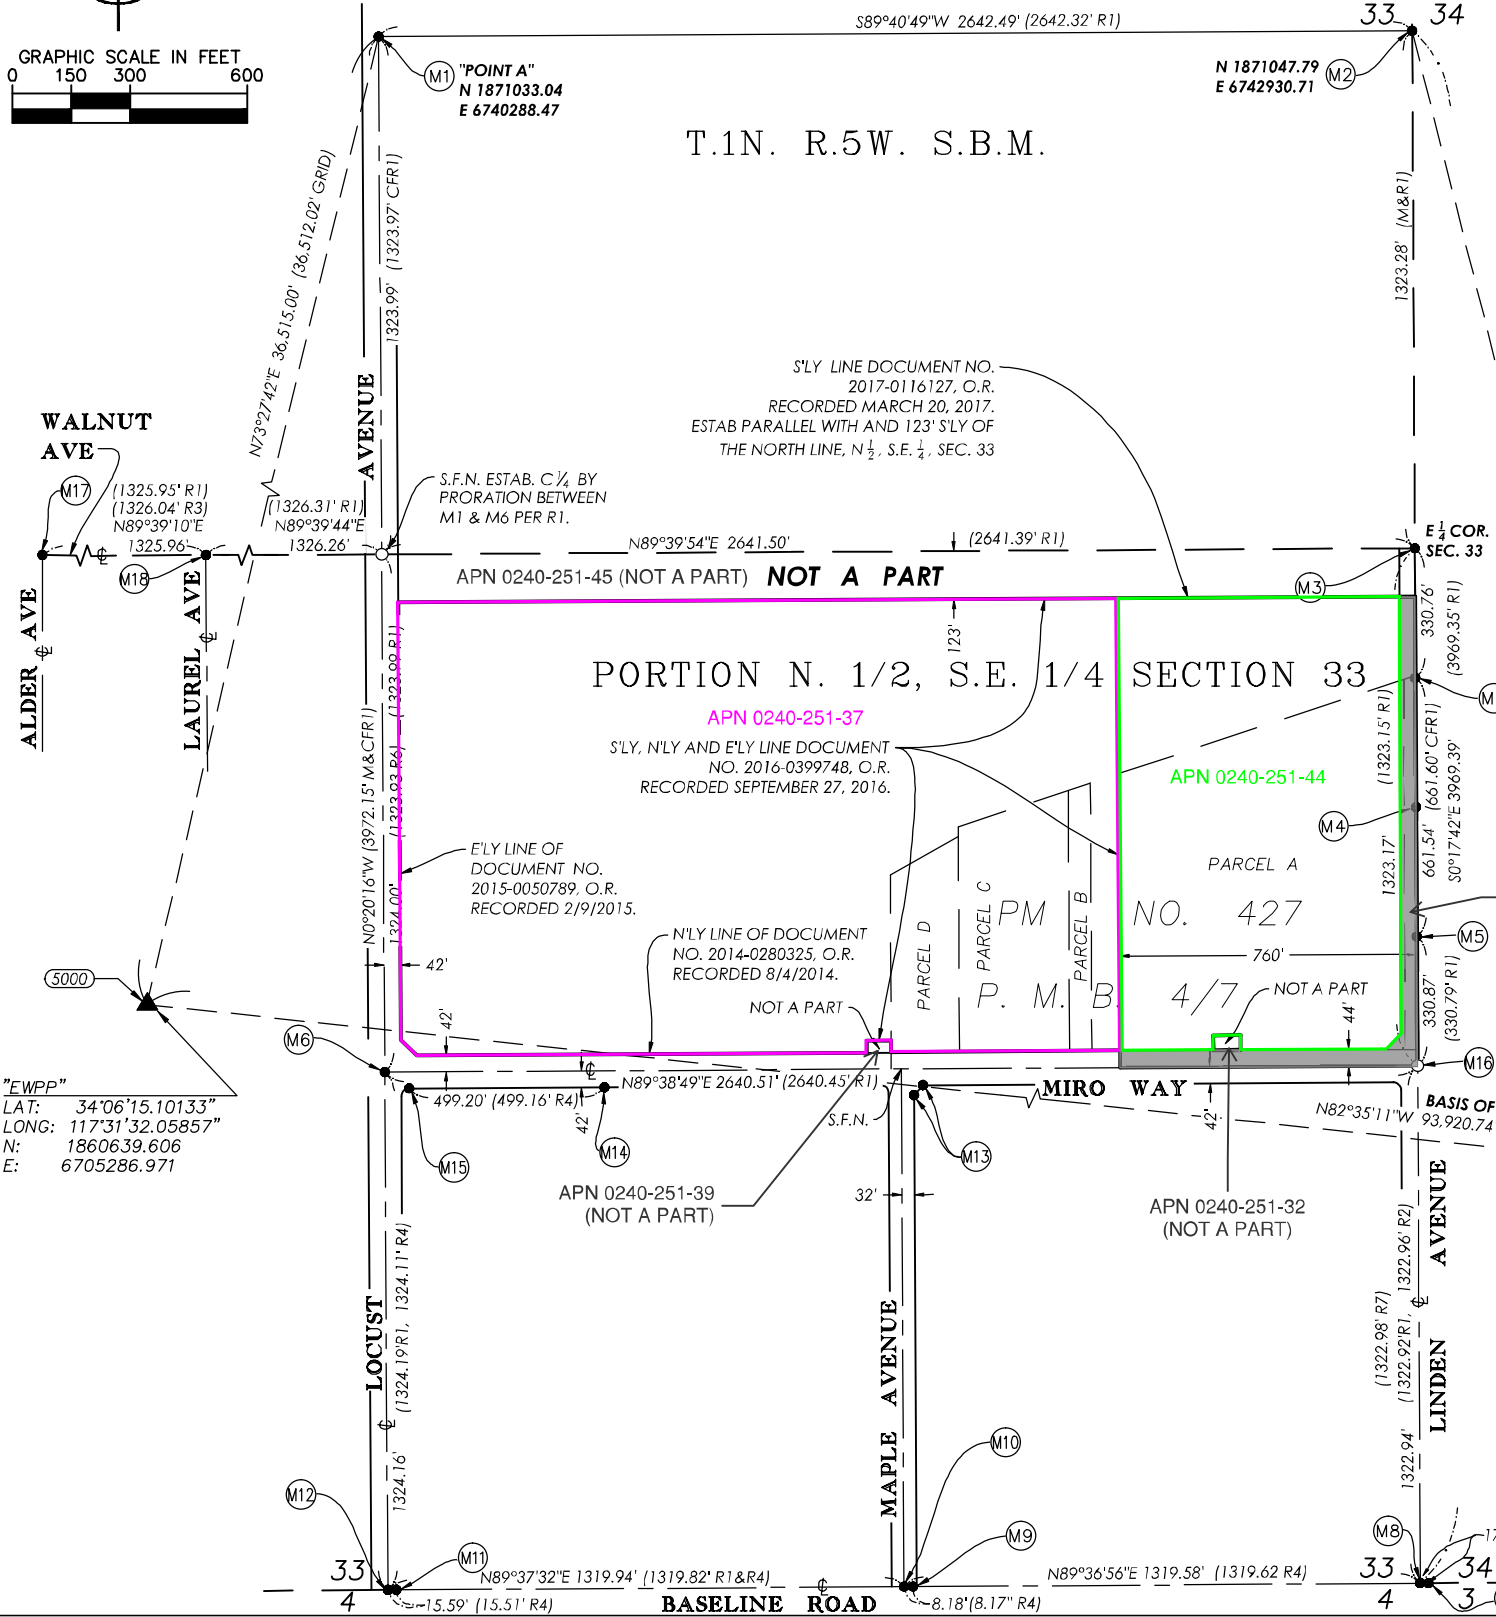 S89°40'49"W 2642.49' (2642.32' R1)
33 34
GRAPHIC SCALE IN FEET
0 150 300 600
M1
"POINT A"
N 1871033.04
E 6740288.47
N 1871047.79
E 6742930.71
M2
T.1N. R.5W. S.B.M.
N73°27'42"E 36,515.00' (36,512.02' GRID)
1323.99' (1323.97' CFR1)
1323.28' (M&R1)
AVENUE
S'LY LINE DOCUMENT NO.
2017-0116127, O.R.
RECORDED MARCH 20, 2017.
ESTAB PARALLEL WITH AND 123' S'LY OF
THE NORTH LINE, N ½, S.E. ¼, SEC. 33
WALNUT
AVE
M17
(1325.95' R1)
(1326.04' R3)
N89°39'10"E
1325.96'
(1326.31' R1)
N89°39'44"E
1326.26'
S.F.N. ESTAB. C¼ BY
PRORATION BETWEEN
M1 & M6 PER R1.
℄
M18
N89°39'54"E 2641.50'
(2641.39' R1)
E ¼ COR.
SEC. 33
APN 0240-251-45 (NOT A PART)
NOT A PART
M3
ALDER AVE
℄
LAUREL AVE
℄
123'
330.76'
(3969.35' R1)
PORTION N. 1/2, S.E. 1/4 SECTION 33
APN 0240-251-37
M
S'LY, N'LY AND E'LY LINE DOCUMENT
NO. 2016-0399748, O.R.
RECORDED SEPTEMBER 27, 2016.
APN 0240-251-44
(1323.15' R1)
1323.17'
M4
661.54' (661.60' CFR1)
S0°17'42"E 3969.39'
N0°20'16"W (3972.15' M&CFR1)
1324.00' (1323.93 R6) (1323.99 R1)
E'LY LINE OF
DOCUMENT NO.
2015-0050789, O.R.
RECORDED 2/9/2015.
PARCEL A
PARCEL D
PARCEL C
PARCEL B
PM NO. 427
M5
N'LY LINE OF DOCUMENT
NO. 2014-0280325, O.R.
RECORDED 8/4/2014.
760'
42'
5000
NOT A PART
P. M. B. 4/7
NOT A PART
330.87'
(330.79' R1)
42'
44'
M6
M16
℄
N89°38'49"E 2640.51' (2640.45' R1)
MIRO WAY
"EWPP"
LAT: 34°06'15.10133"
LONG: 117°31'32.05857"
N: 1860639.606
E: 6705286.971
499.20' (499.16' R4)
42'
S.F.N.
42'
BASIS OF
N82°35'11"W 93,920.74
M15
M14
M13
APN 0240-251-39
(NOT A PART)
32'
APN 0240-251-32
(NOT A PART)
LOCUST
℄
1324.16' (1324.19'R1, 1324.11' R4)
MAPLE AVENUE
(1322.98' R7)
1322.94' (1322.92'R1, 1322.96' R2)
℄
LINDEN AVENUE
M12
M10
M11
M9
M8
17
33
4
N89°37'32"E 1319.94' (1319.82' R1&R4)
℄
N89°36'56"E 1319.58' (1319.62 R4)
33 34
4 3
15.59' (15.51' R4)
BASELINE ROAD
8.18'(8.17" R4)